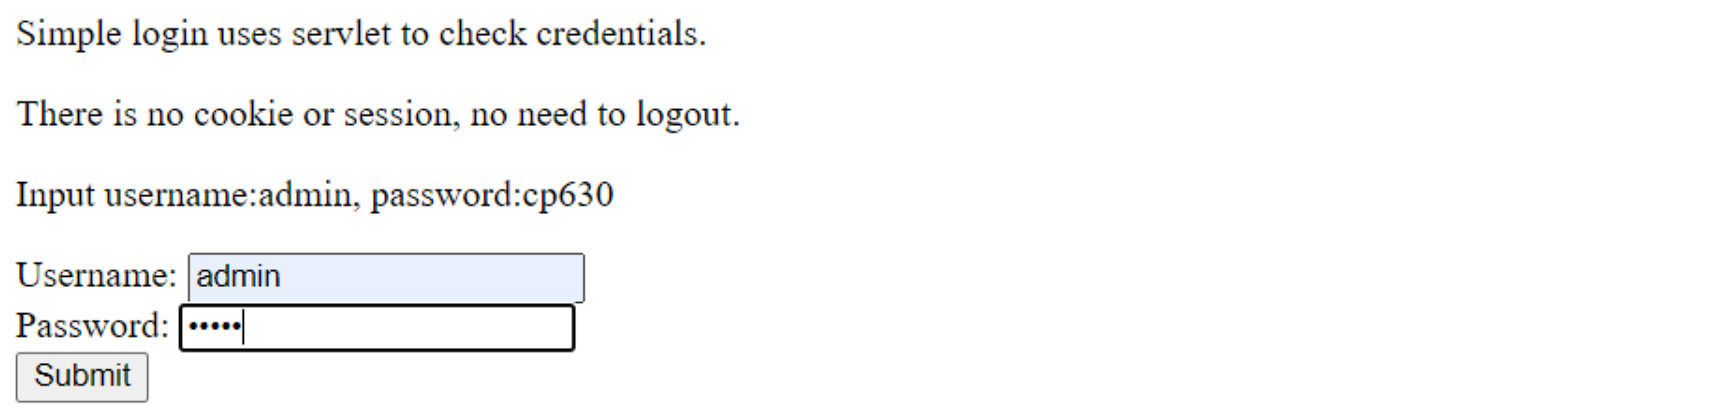 Simple login uses servlet to check credentials.
There is no cookie or session, no need to logout.
Input username:admin, password:cp630
Username: admin
Password: •••••
Submit